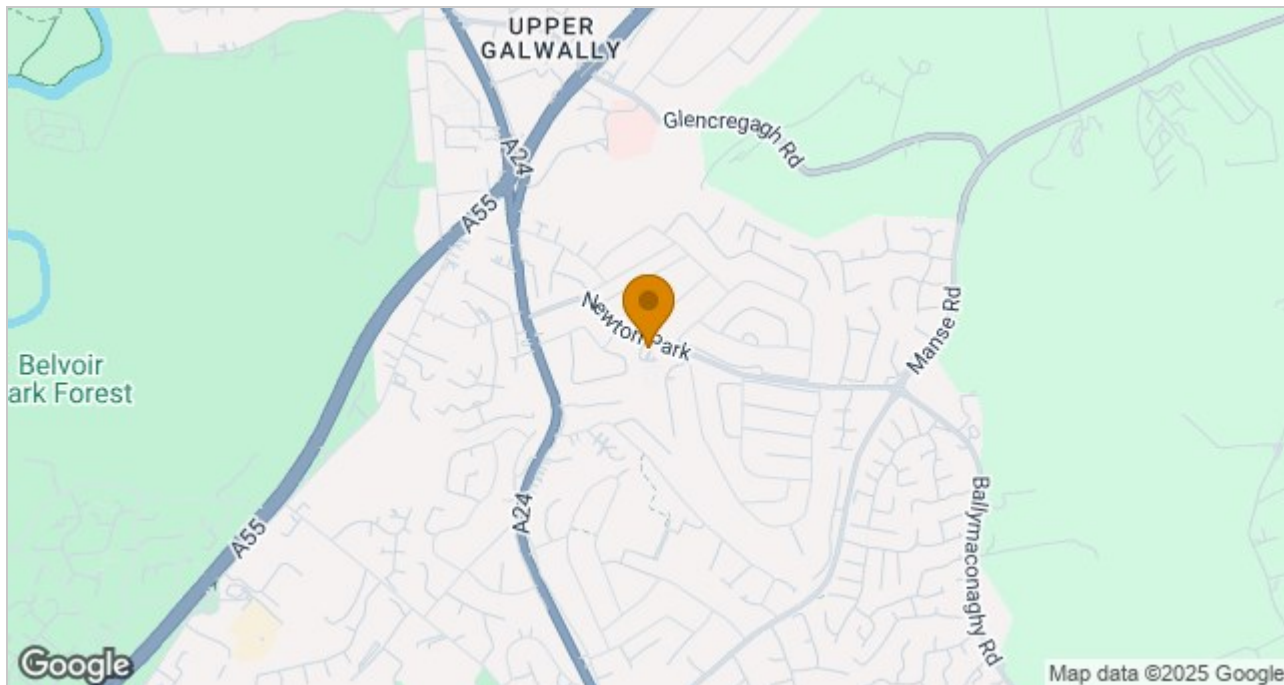 UPPER
GALWALLY
Glencregagh Rd
A24
A55
Newton Park
Manse Rd
Belvoir
ark Forest
A24
A55
Ballymaconaghy Rd
Google
Map data ©2025 Google